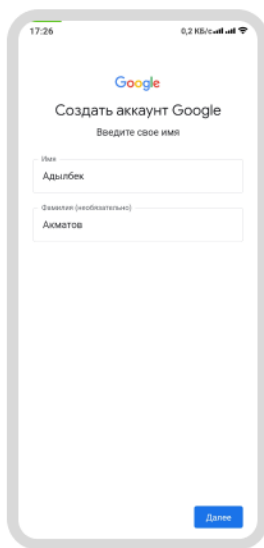 17:26 0,2 КБ/с
Google
Создать аккаунт Google
Введите свое имя
Имя
Адылбек
Фамилия (необязательно)
Акматов
Далее